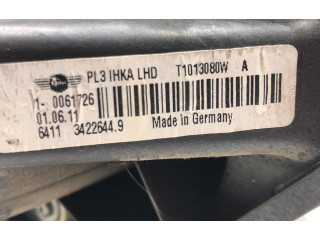 PL3 IHKA LHD T1013080W A
1- 0061726
01.06.11
6411 3422644.9 Made in Germany